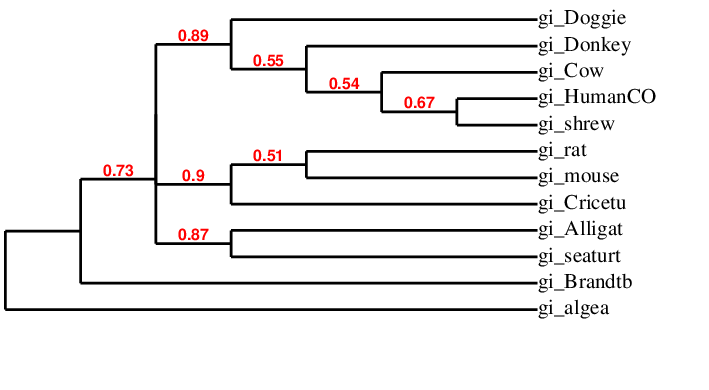 gi_Doggie
0.89
gi_Donkey
0.55
gi_Cow
0.54
gi_HumanCO
0.67
gi_shrew
gi_rat
0.51
gi_mouse
0.73
0.9
gi_Cricetu
gi_Alligat
0.87
gi_seaturt
gi_Brandtb
gi_algea